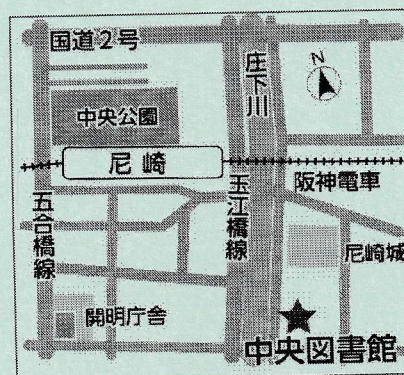 国道2号
庄下川
N
中央公園
尼崎
阪神電車
五合橋線
玉江橋線
尼崎城
開明庁舎
中央図書館